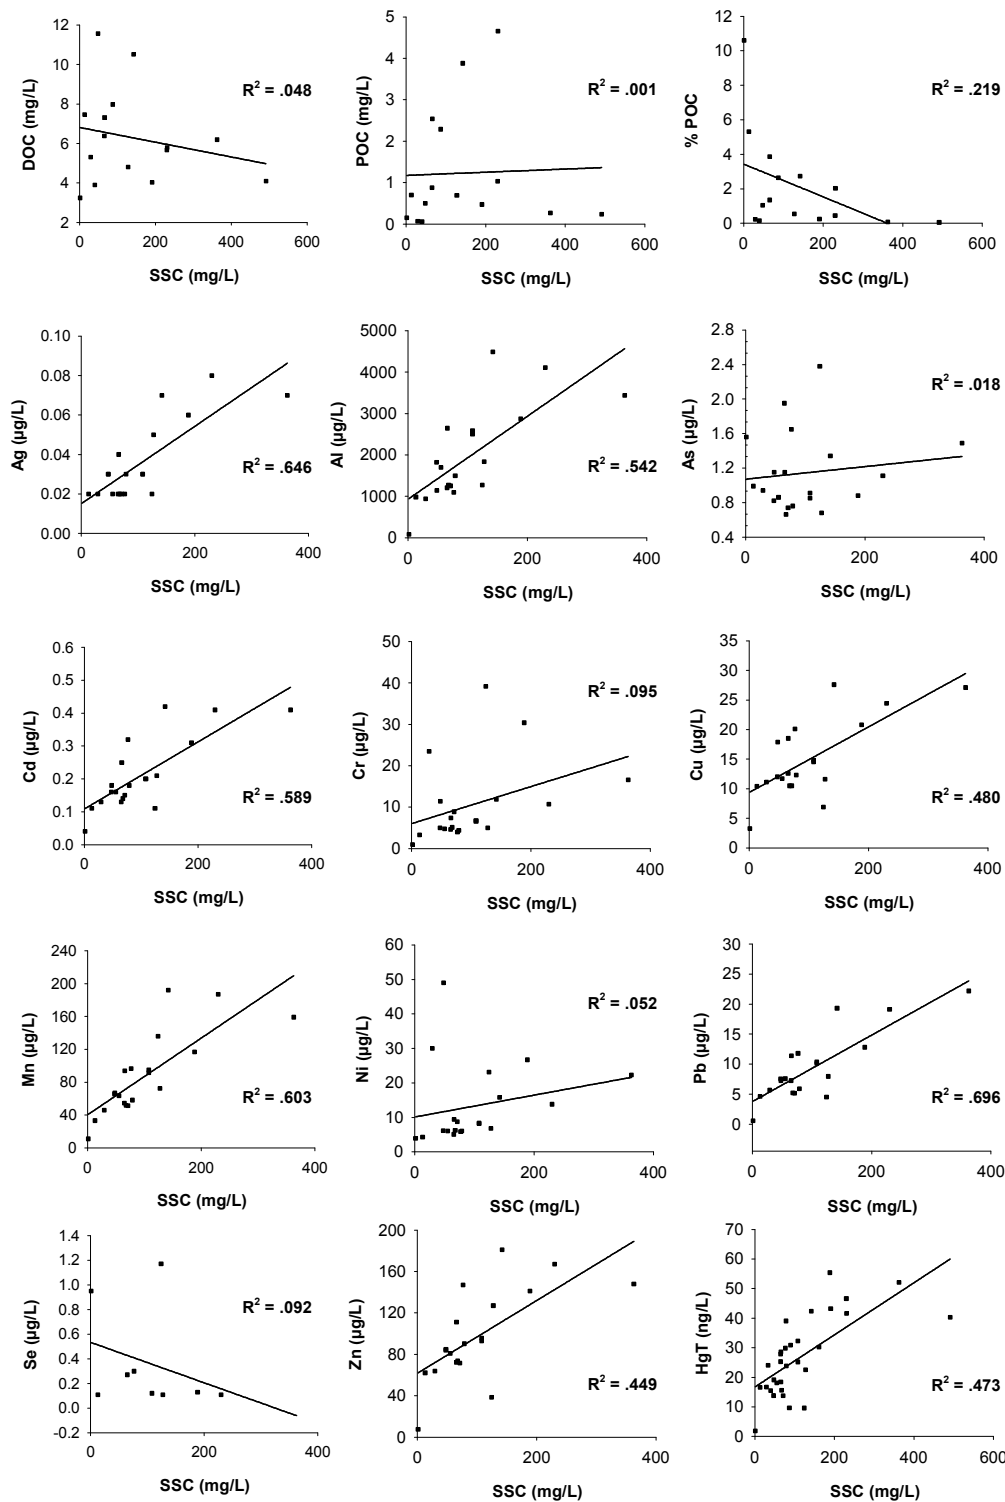 DOC (mg/L)
12
10
8
6
4
2
R² = .048
0 200 400 600
SSC (mg/L)
POC (mg/L)
5
4
3
2
1
0
R² = .001
0 200 400 600
SSC (mg/L)
% POC
12
10
8
6
4
2
0
R² = .219
0 200 400 600
SSC (mg/L)
Ag (µg/L)
0.10
0.08
0.06
0.04
0.02
0.00
R² = .646
0 200 400
SSC (mg/L)
Al (µg/L)
5000
4000
3000
2000
1000
0
R² = .542
0 200 400
SSC (mg/L)
As (µg/L)
2.8
2.4
2.0
1.6
1.2
0.8
0.4
R² = .018
0 200 400
SSC (mg/L)
Cd (µg/L)
0.6
0.5
0.4
0.3
0.2
0.1
0.0
R² = .589
0 200 400
SSC (mg/L)
Cr (µg/L)
50
40
30
20
10
0
R² = .095
0 200 400
SSC (mg/L)
Cu (µg/L)
35
30
25
20
15
10
5
0
R² = .480
0 200 400
SSC (mg/L)
Mn (µg/L)
240
200
160
120
80
40
0
R² = .603
0 200 400
SSC (mg/L)
Ni (µg/L)
60
50
40
30
20
10
0
R² = .052
0 200 400
SSC (mg/L)
Pb (µg/L)
30
25
20
15
10
5
0
R² = .696
0 200 400
SSC (mg/L)
Se (µg/L)
1.4
1.2
1.0
0.8
0.6
0.4
0.2
0.0
-0.2
R² = .092
0 200 400
SSC (mg/L)
Zn (µg/L)
200
160
120
80
40
0
R² = .449
0 200 400
SSC (mg/L)
HgT (ng/L)
70
60
50
40
30
20
10
0
R² = .473
0 200 400 600
SSC (mg/L)